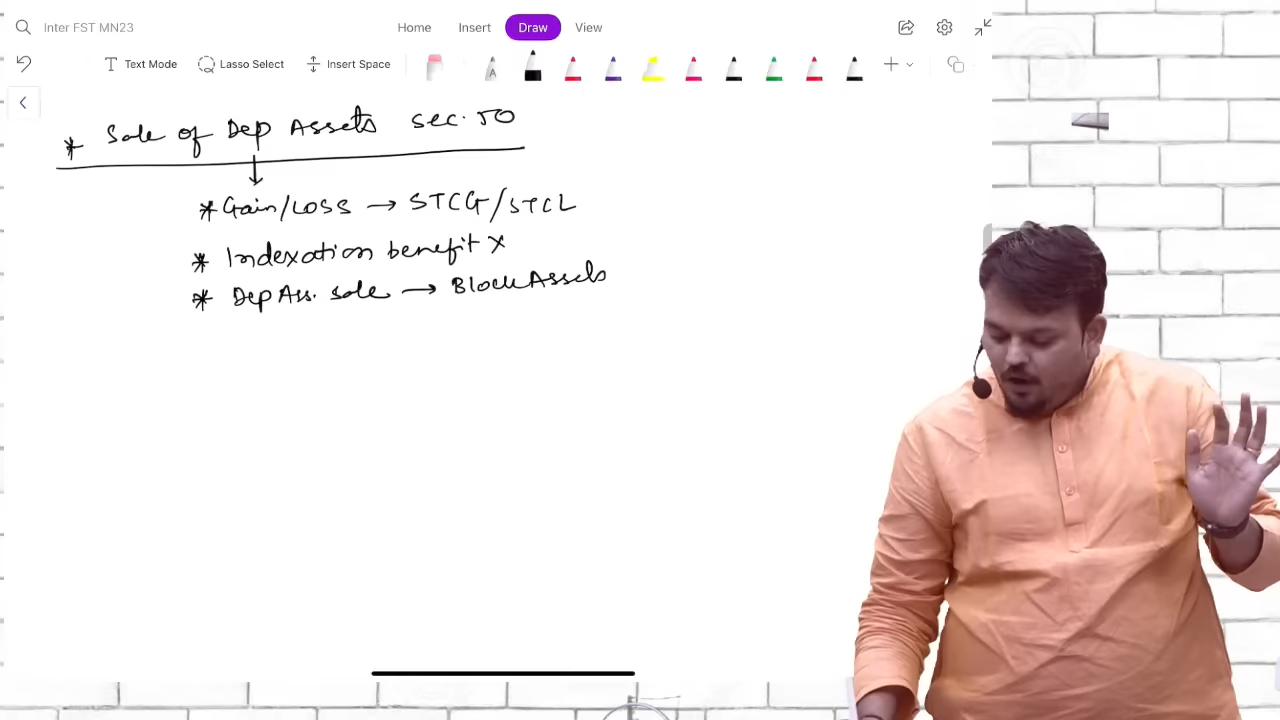 Inter FST MN23
Home Insert Draw View
Text Mode Lasso Select Insert Space
A
* Sale of Dep Assets sec. 50
* Gain/Loss → STCG/STCL
* Indexation benefit ×
* Dep Ass. sale → Block Assets